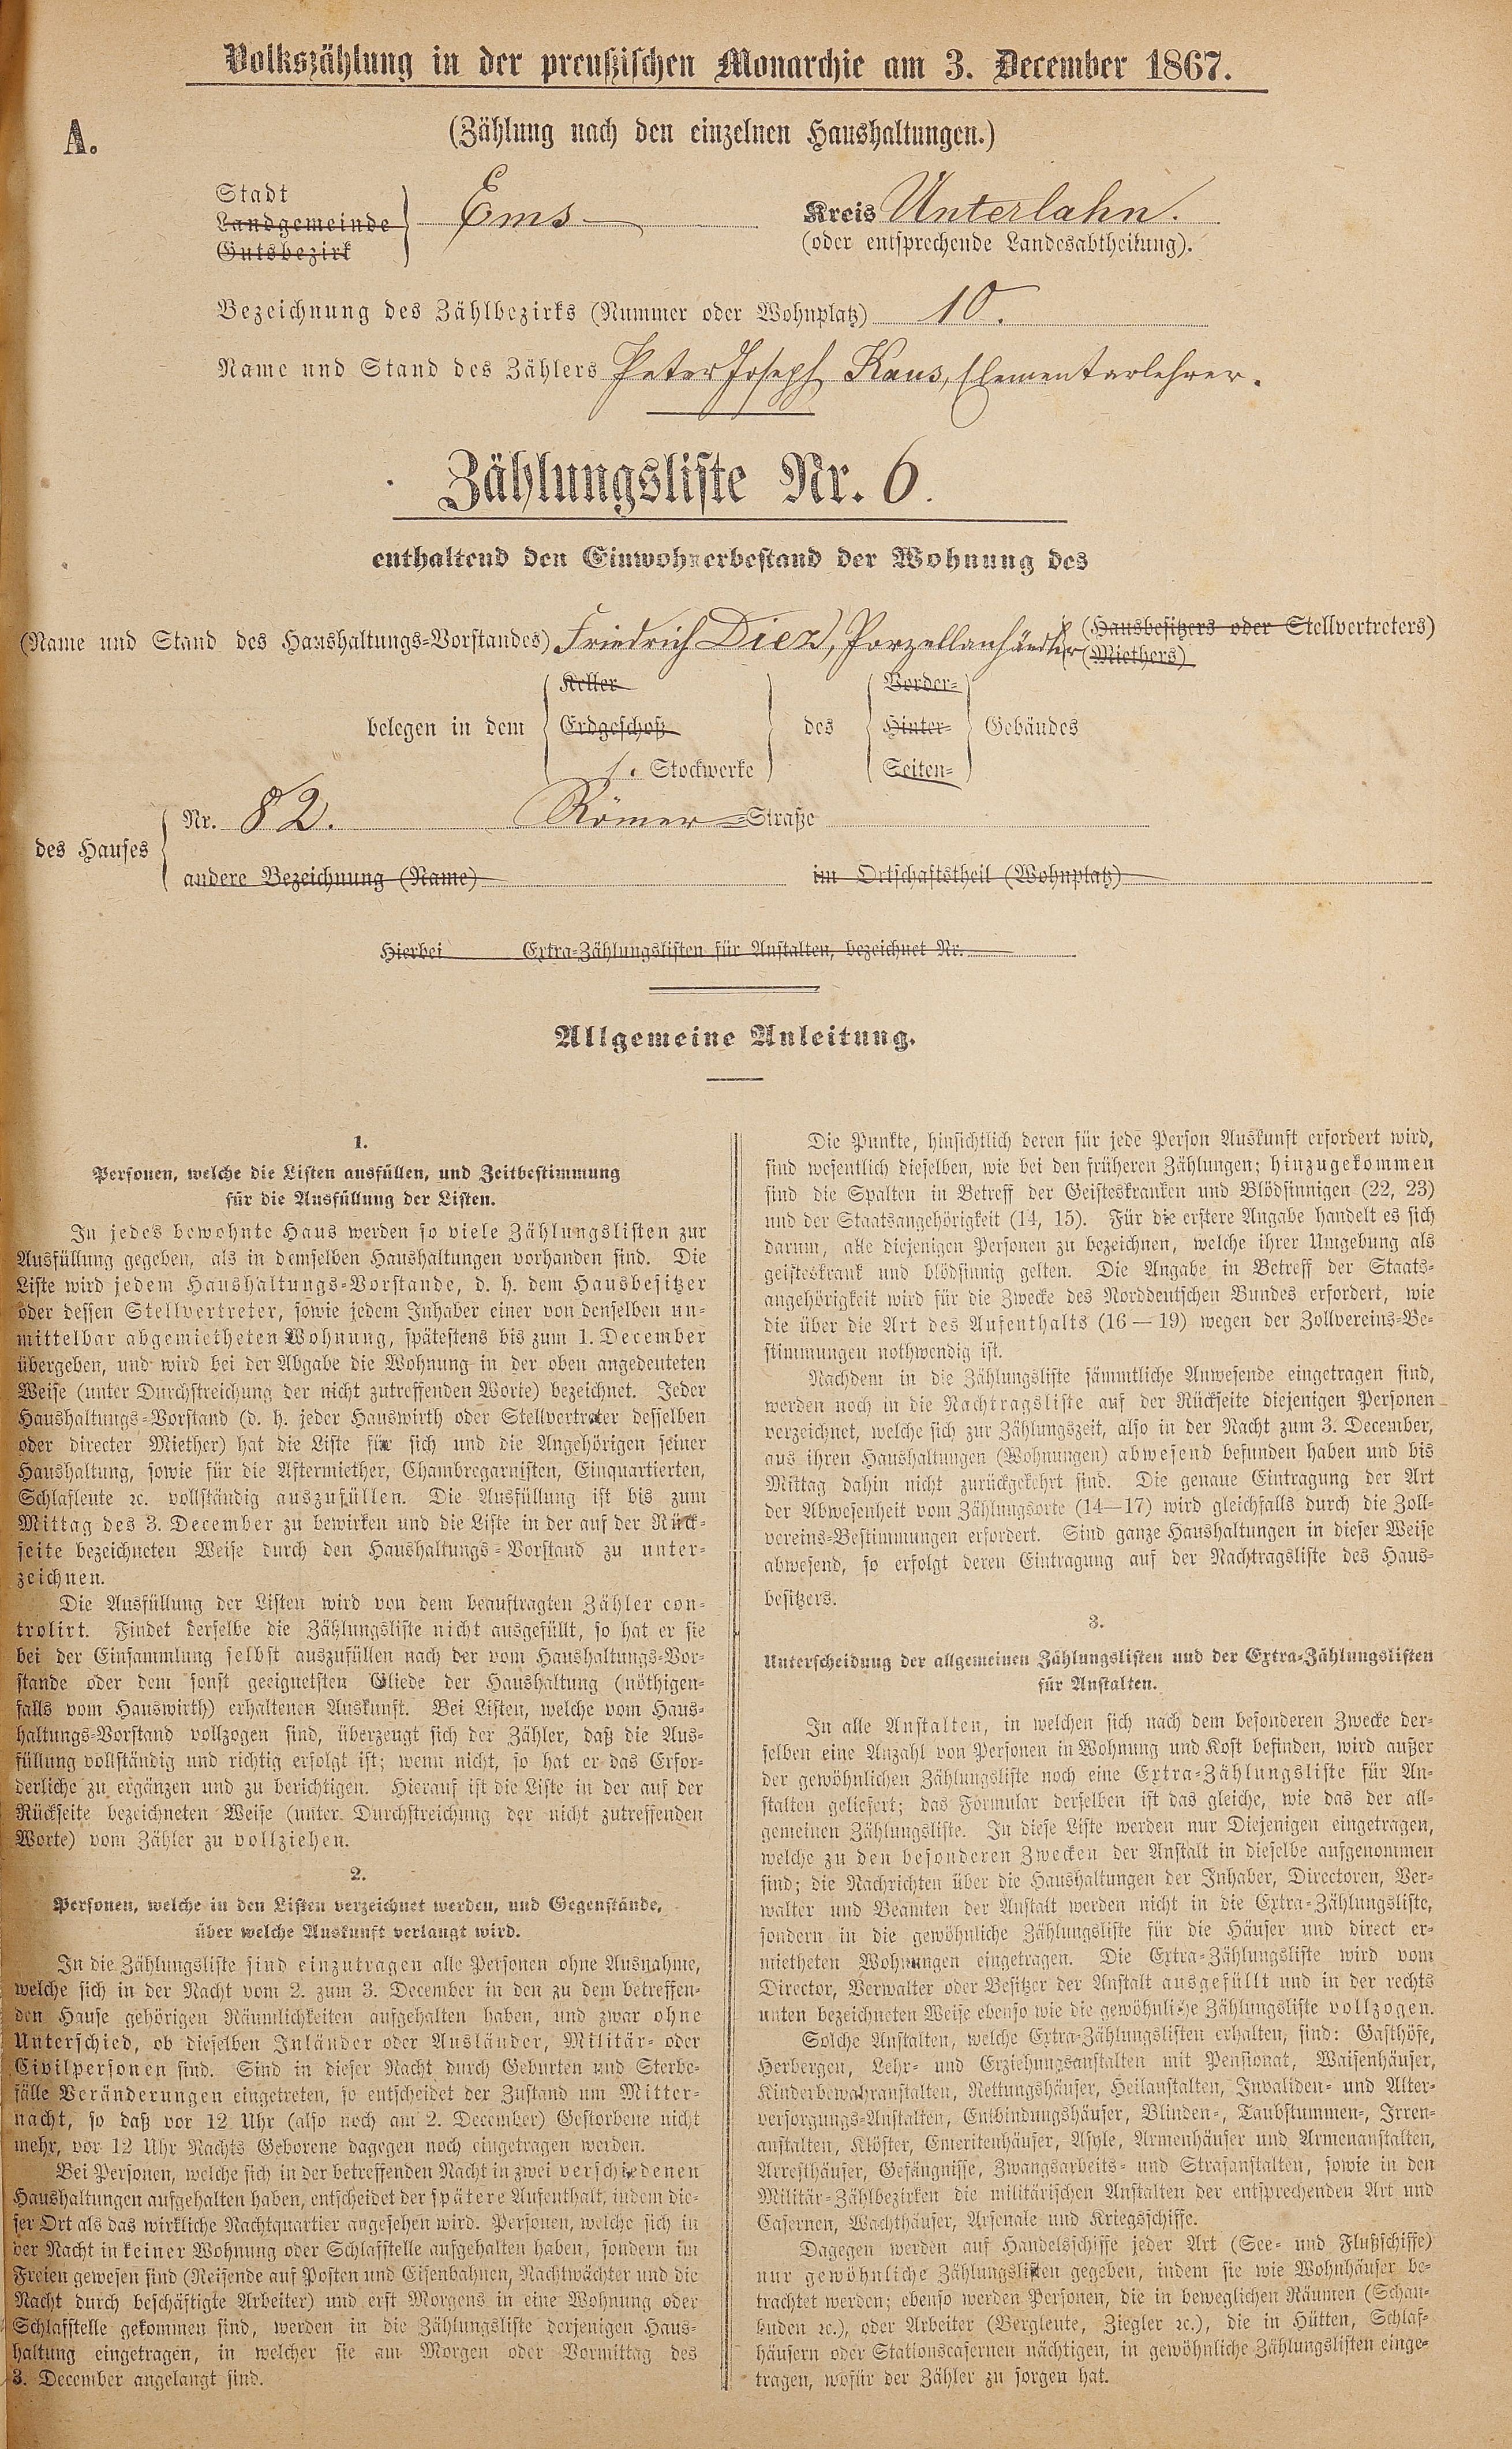 Volkszählung in der preußischen Monarchie am 3. December 1867.
A.
(Zählung nach den einzelnen Haushaltungen.)
Stadt
Landgemeinde
Gutsbezirk
Ems
Kreis Unterlahn.
(oder entsprechende Landesabtheilung).
Bezeichnung des Zählbezirks (Nummer oder Wohnplatz) 10.
Name und Stand des Zählers Peter Joseph Kaus, Elementarlehrer.
Zählungsliste Nr. 6.
enthaltend den Einwohnerbestand der Wohnung des
(Name und Stand des Haushaltungs-Vorstandes) Friedrich Diez, Porzellanhändler (Hausbesitzers oder Stellvertreters)
(Miethers)
belegen in dem
Keller
Erdgeschoß
1. Stockwerke
des
Vorder-
Hinter-
Seiten-
Gebäudes
des Hauses
Nr. 82. Römer-Straße
andere Bezeichnung (Name) im Ortschaftstheil (Wohnplatz)
Hierbei Extra-Zählungslisten für Anstalten, bezeichnet Nr.
Allgemeine Anleitung.
1.
Personen, welche die Listen ausfüllen, und Zeitbestimmung
für die Ausfüllung der Listen.
In jedes bewohnte Haus werden so viele Zählungslisten zur
Ausfüllung gegeben, als in demselben Haushaltungen vorhanden sind. Die
Liste wird jedem Haushaltungs-Vorstande, d. h. dem Hausbesitzer
oder dessen Stellvertreter, sowie jedem Inhaber einer von denselben un-
mittelbar abgemietheten Wohnung, spätestens bis zum 1. December
übergeben, und wird bei der Abgabe die Wohnung in der oben angedeuteten
Weise (unter Durchstreichung der nicht zutreffenden Worte) bezeichnet. Jeder
Haushaltungs-Vorstand (d. h. jeder Hauswirth oder Stellvertreter desselben
oder directer Miether) hat die Liste für sich und die Angehörigen seiner
Haushaltung, sowie für die Aftermiether, Chambregarnisten, Einquartierten,
Schlafleute ꝛc. vollständig auszufüllen. Die Ausfüllung ist bis zum
Mittag des 3. December zu bewirken und die Liste in der auf der Rück-
seite bezeichneten Weise durch den Haushaltungs-Vorstand zu unter-
zeichnen.
Die Ausfüllung der Listen wird von dem beauftragten Zähler con-
trolirt. Findet derselbe die Zählungsliste nicht ausgefüllt, so hat er sie
bei der Einsammlung selbst auszufüllen nach der vom Haushaltungs-Vor-
stande oder dem sonst geeignetsten Gliede der Haushaltung (nöthigen-
falls vom Hauswirth) erhaltenen Auskunft. Bei Listen, welche vom Haus-
haltungs-Vorstand vollzogen sind, überzeugt sich der Zähler, daß die Aus-
füllung vollständig und richtig erfolgt ist; wenn nicht, so hat er das Erfor-
derliche zu ergänzen und zu berichtigen. Hierauf ist die Liste in der auf der
Rückseite bezeichneten Weise (unter Durchstreichung der nicht zutreffenden
Worte) vom Zähler zu vollziehen.
2.
Personen, welche in den Listen verzeichnet werden, und Gegenstände,
über welche Auskunft verlangt wird.
In die Zählungsliste sind einzutragen alle Personen ohne Ausnahme,
welche sich in der Nacht vom 2. zum 3. December in den zu dem betreffen-
den Hause gehörigen Räumlichkeiten aufgehalten haben, und zwar ohne
Unterschied, ob dieselben Inländer oder Ausländer, Militär- oder
Civilpersonen sind. Sind in dieser Nacht durch Geburten und Sterbe-
fälle Veränderungen eingetreten, so entscheidet der Zustand um Mitter-
nacht, so daß vor 12 Uhr (also noch am 2. December) Gestorbene nicht
mehr, vor 12 Uhr Nachts Geborene dagegen noch eingetragen werden.
Bei Personen, welche sich in der betreffenden Nacht in zwei verschiedenen
Haushaltungen aufgehalten haben, entscheidet der spätere Aufenthalt, indem die-
ser Ort als das wirkliche Nachtquartier angesehen wird. Personen, welche sich in
der Nacht in keiner Wohnung oder Schlafstelle aufgehalten haben, sondern im
Freien gewesen sind (Reisende auf Posten und Eisenbahnen, Nachtwächter und die
Nacht durch beschäftigte Arbeiter) und erst Morgens in eine Wohnung oder
Schlafstelle gekommen sind, werden in die Zählungsliste derjenigen Haus-
haltung eingetragen, in welcher sie am Morgen oder Vormittag des
3. December angelangt sind.
Die Punkte, hinsichtlich deren für jede Person Auskunft erfordert wird,
sind wesentlich dieselben, wie bei den früheren Zählungen; hinzugekommen
sind die Spalten in Betreff der Geisteskranken und Blödsinnigen (22, 23)
und der Staatsangehörigkeit (14, 15). Für die erstere Angabe handelt es sich
darum, alle diejenigen Personen zu bezeichnen, welche ihrer Umgebung als
geisteskrank und blödsinnig gelten. Die Angabe in Betreff der Staats-
angehörigkeit wird für die Zwecke des Norddeutschen Bundes erfordert, wie
die über die Art des Aufenthalts (16—19) wegen der Zollvereins-Be-
stimmungen nothwendig ist.
Nachdem in die Zählungsliste sämmtliche Anwesende eingetragen sind,
werden noch in die Nachtragsliste auf der Rückseite diejenigen Personen
verzeichnet, welche sich zur Zählungszeit, also in der Nacht zum 3. December,
aus ihren Haushaltungen (Wohnungen) abwesend befunden haben und bis
Mittag dahin nicht zurückgekehrt sind. Die genaue Eintragung der Art
der Abwesenheit vom Zählungsorte (14—17) wird gleichfalls durch die Zoll-
vereins-Bestimmungen erfordert. Sind ganze Haushaltungen in dieser Weise
abwesend, so erfolgt deren Eintragung auf der Nachtragsliste des Haus-
besitzers.
3.
Unterscheidung der allgemeinen Zählungslisten und der Extra-Zählungslisten
für Anstalten.
In alle Anstalten, in welchen sich nach dem besonderen Zwecke der-
selben eine Anzahl von Personen in Wohnung und Kost befinden, wird außer
der gewöhnlichen Zählungsliste noch eine Extra-Zählungsliste für An-
stalten geliefert; das Formular derselben ist das gleiche, wie das der all-
gemeinen Zählungsliste. In diese Liste werden nur Diejenigen eingetragen,
welche zu den besonderen Zwecken der Anstalt in dieselbe aufgenommen
sind; die Nachrichten über die Haushaltungen der Inhaber, Directoren, Ver-
walter und Beamten der Anstalt werden nicht in die Extra-Zählungsliste,
sondern in die gewöhnliche Zählungsliste für die Häuser und direct er-
mietheten Wohnungen eingetragen. Die Extra-Zählungsliste wird vom
Director, Verwalter oder Besitzer der Anstalt ausgefüllt und in der rechts
unten bezeichneten Weise ebenso wie die gewöhnliche Zählungsliste vollzogen.
Solche Anstalten, welche Extra-Zählungslisten erhalten, sind: Gasthöfe,
Herbergen, Lehr- und Erziehungsanstalten mit Pensionat, Waisenhäuser,
Kinderbewahranstalten, Rettungshäuser, Heilanstalten, Invaliden- und Alter-
versorgungs-Anstalten, Entbindungshäuser, Blinden-, Taubstummen-, Irren-
anstalten, Klöster, Emeritenhäuser, Asyle, Armenhäuser und Armenanstalten,
Arresthäuser, Gefängnisse, Zwangsarbeits- und Strafanstalten, sowie in den
Militär-Zählbezirken die militärischen Anstalten der entsprechenden Art und
Casernen, Wachthäuser, Arsenale und Kriegsschiffe.
Dagegen werden auf Handelsschiffe jeder Art (See- und Flußschiffe)
nur gewöhnliche Zählungslisten gegeben, indem sie wie Wohnhäuser be-
trachtet werden; ebenso werden Personen, die in beweglichen Räumen (Schau-
buden ꝛc.), oder Arbeiter (Bergleute, Ziegler ꝛc.), die in Hütten, Schlaf-
häusern oder Stationscasernen nächtigen, in gewöhnliche Zählungslisten einge-
tragen, wofür der Zähler zu sorgen hat.